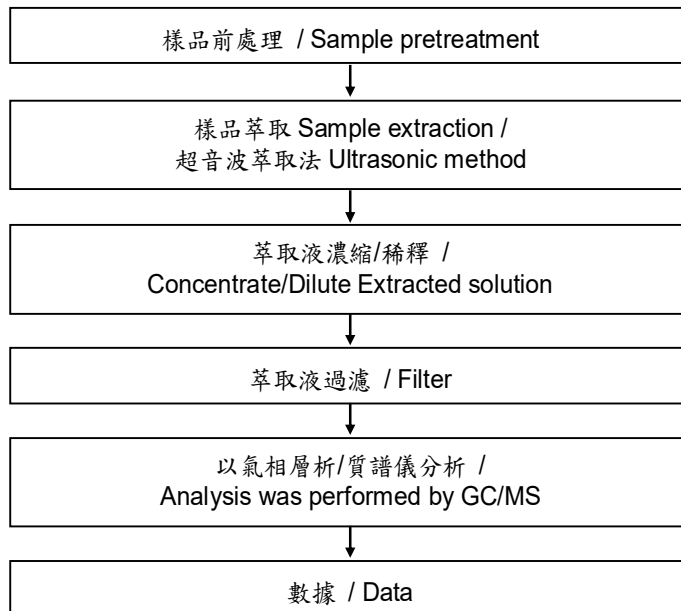 樣品前處理 / Sample pretreatment
樣品萃取 Sample extraction /
超音波萃取法 Ultrasonic method
萃取液濃縮/稀釋 /
Concentrate/Dilute Extracted solution
萃取液過濾 / Filter
以氣相層析/質譜儀分析 /
Analysis was performed by GC/MS
數據 / Data